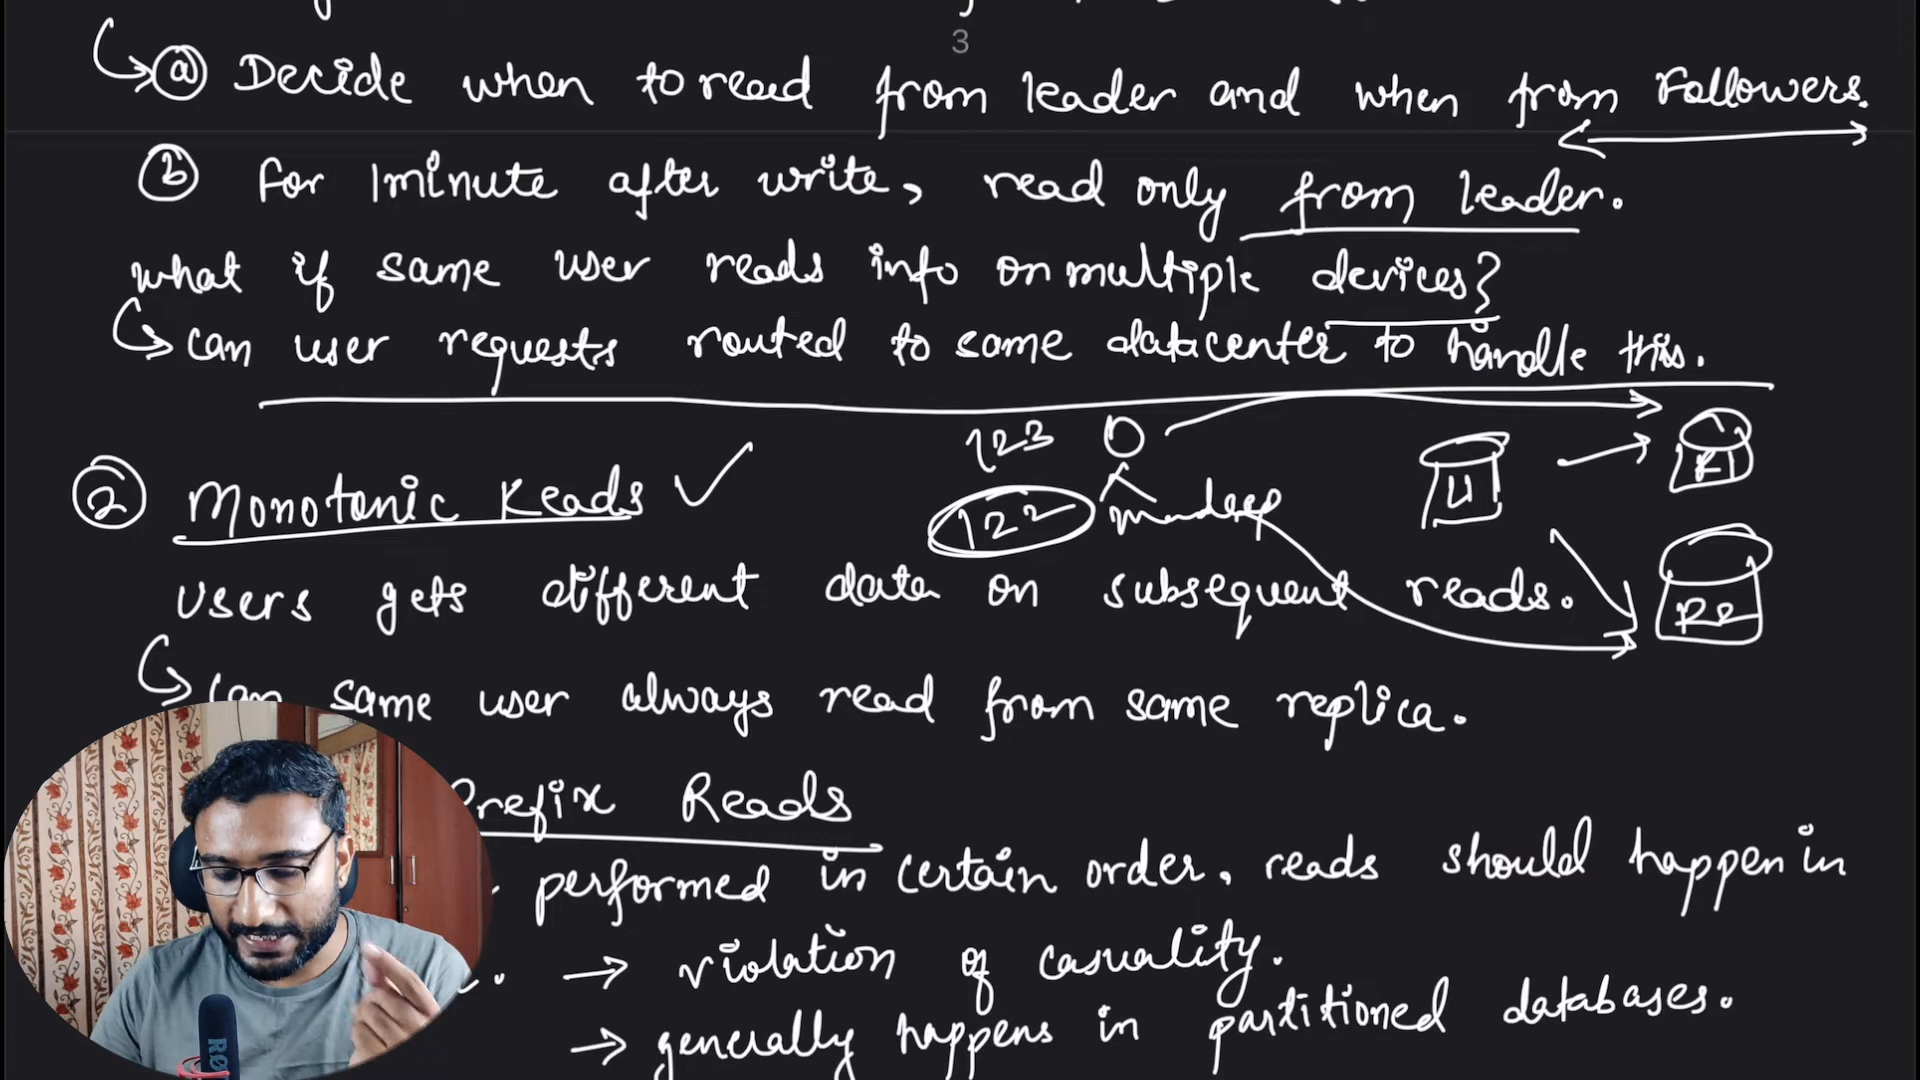 3
a Decide when to read from leader and when from Followers.
b For 1 minute after write, read only from leader.
what if same user reads info on multiple devices?
can user requests routed to same datacenter to handle this.
123
2 Monotonic Reads
122
L1
R1
users gets different data on subsequent reads.
R2
can same user always read from same replica.
Prefix Reads
performed in certain order, reads should happen in
violation of casuality.
generally happens in partitioned databases.